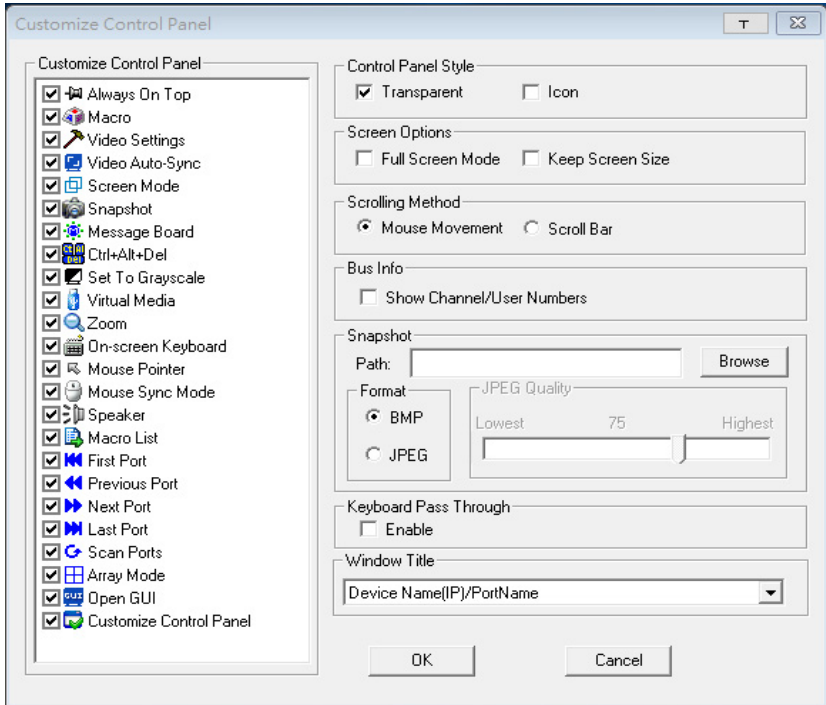 Customize Control Panel
T
Customize Control Panel
Always On Top
Macro
Video Settings
Video Auto-Sync
Screen Mode
Snapshot
Message Board
Ctrl+Alt+Del
Set To Grayscale
Virtual Media
Zoom
On-screen Keyboard
Mouse Pointer
Mouse Sync Mode
Speaker
Macro List
First Port
Previous Port
Next Port
Last Port
Scan Ports
Array Mode
GUI Open GUI
Customize Control Panel
Control Panel Style
Transparent Icon
Screen Options
Full Screen Mode Keep Screen Size
Scrolling Method
Mouse Movement Scroll Bar
Bus Info
Show Channel/User Numbers
Snapshot
Path: Browse
Format
BMP
JPEG
JPEG Quality
Lowest 75 Highest
Keyboard Pass Through
Enable
Window Title
Device Name(IP)/PortName
OK Cancel